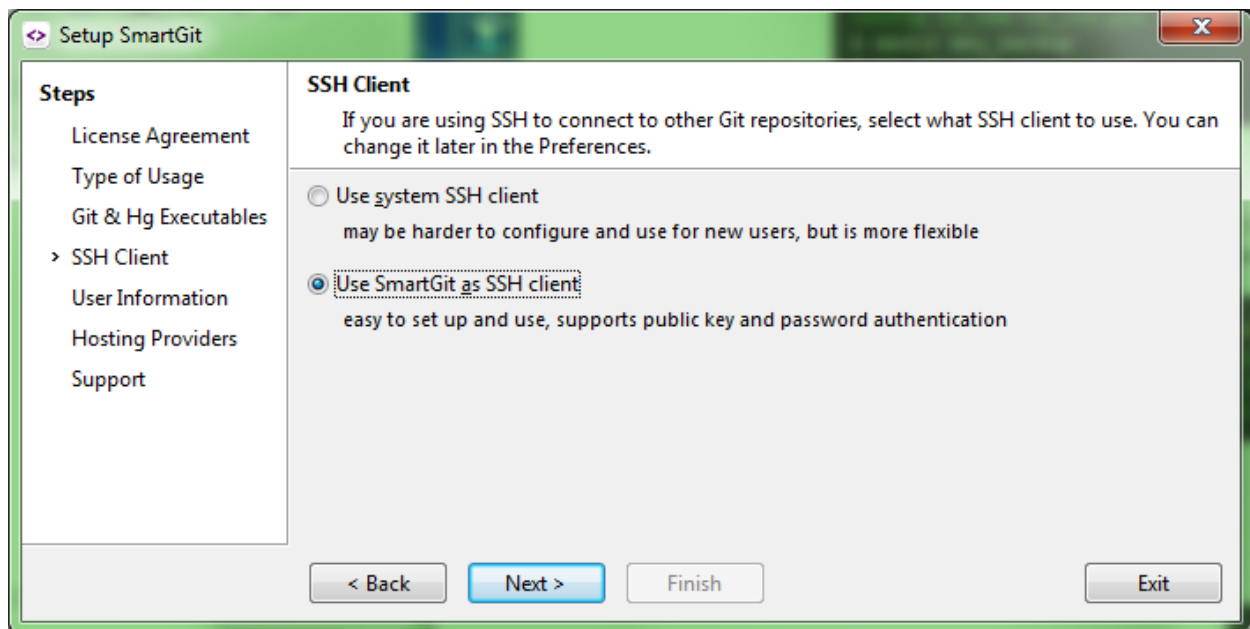 Setup SmartGit
Steps
License Agreement
Type of Usage
Git & Hg Executables
SSH Client
User Information
Hosting Providers
Support
SSH Client
If you are using SSH to connect to other Git repositories, select what SSH client to use. You can
change it later in the Preferences.
Use system SSH client
may be harder to configure and use for new users, but is more flexible
Use SmartGit as SSH client
easy to set up and use, supports public key and password authentication
< Back
Next >
Finish
Exit